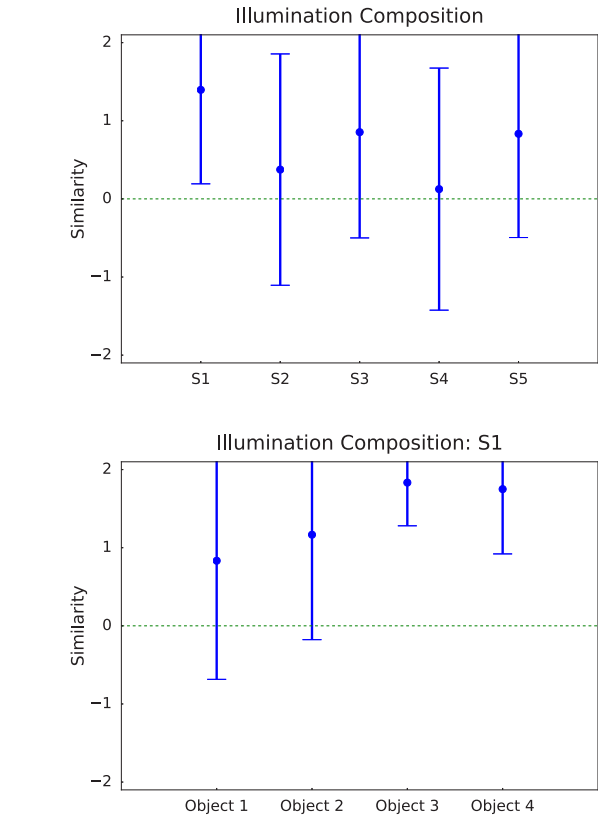 Illumination Composition
Similarity
2
1
0
−1
−2
S1 S2 S3 S4 S5
Illumination Composition: S1
Similarity
2
1
0
−1
−2
Object 1 Object 2 Object 3 Object 4